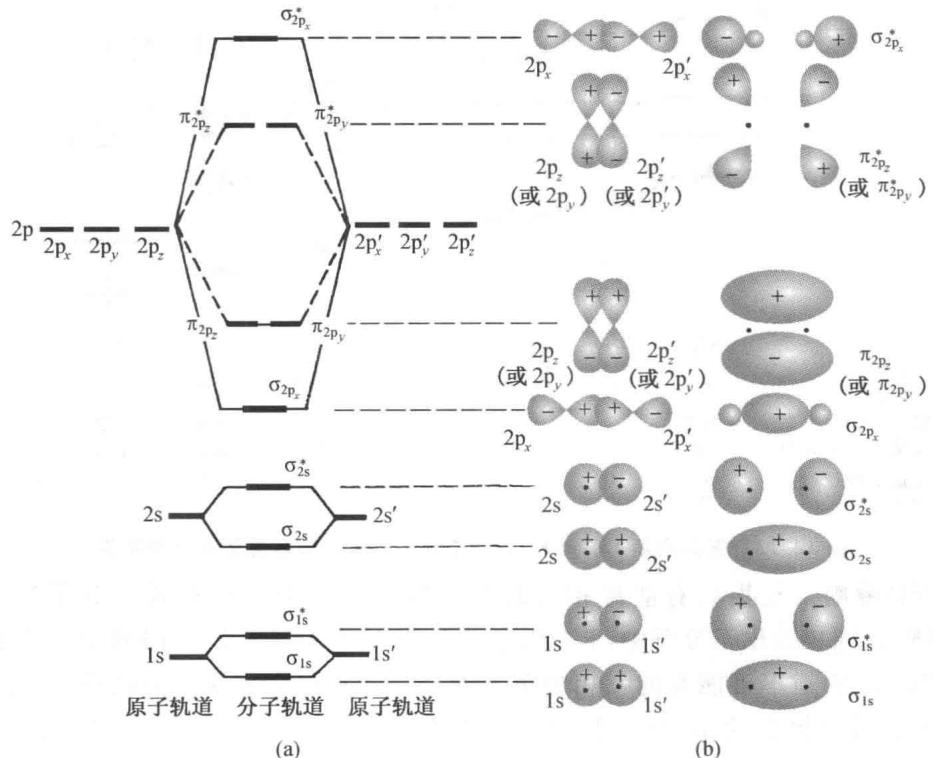 σ*2px
π*2pz π*2py
2p 2px 2py 2pz 2p′x 2p′y 2p′z
π2pz π2py
σ2px
σ*2s
2s 2s′
σ2s
σ*1s
1s 1s′
σ1s
原子轨道 分子轨道 原子轨道
(a)
− + − + − + σ*2px
2px 2p′x
+ − + −
+ −
2pz 2p′z − + π*2pz
(或 2py) (或 2p′y) (或 π*2py)
+ + +
− − −
2pz 2p′z π2pz
(或 2py) (或 2p′y) (或 π2py)
− + + − + σ2px
2px 2p′x
+ − + −
2s 2s′ σ*2s
+ + +
2s 2s′ σ2s
+ − + −
1s 1s′ σ*1s
+ + +
1s 1s′ σ1s
(b)